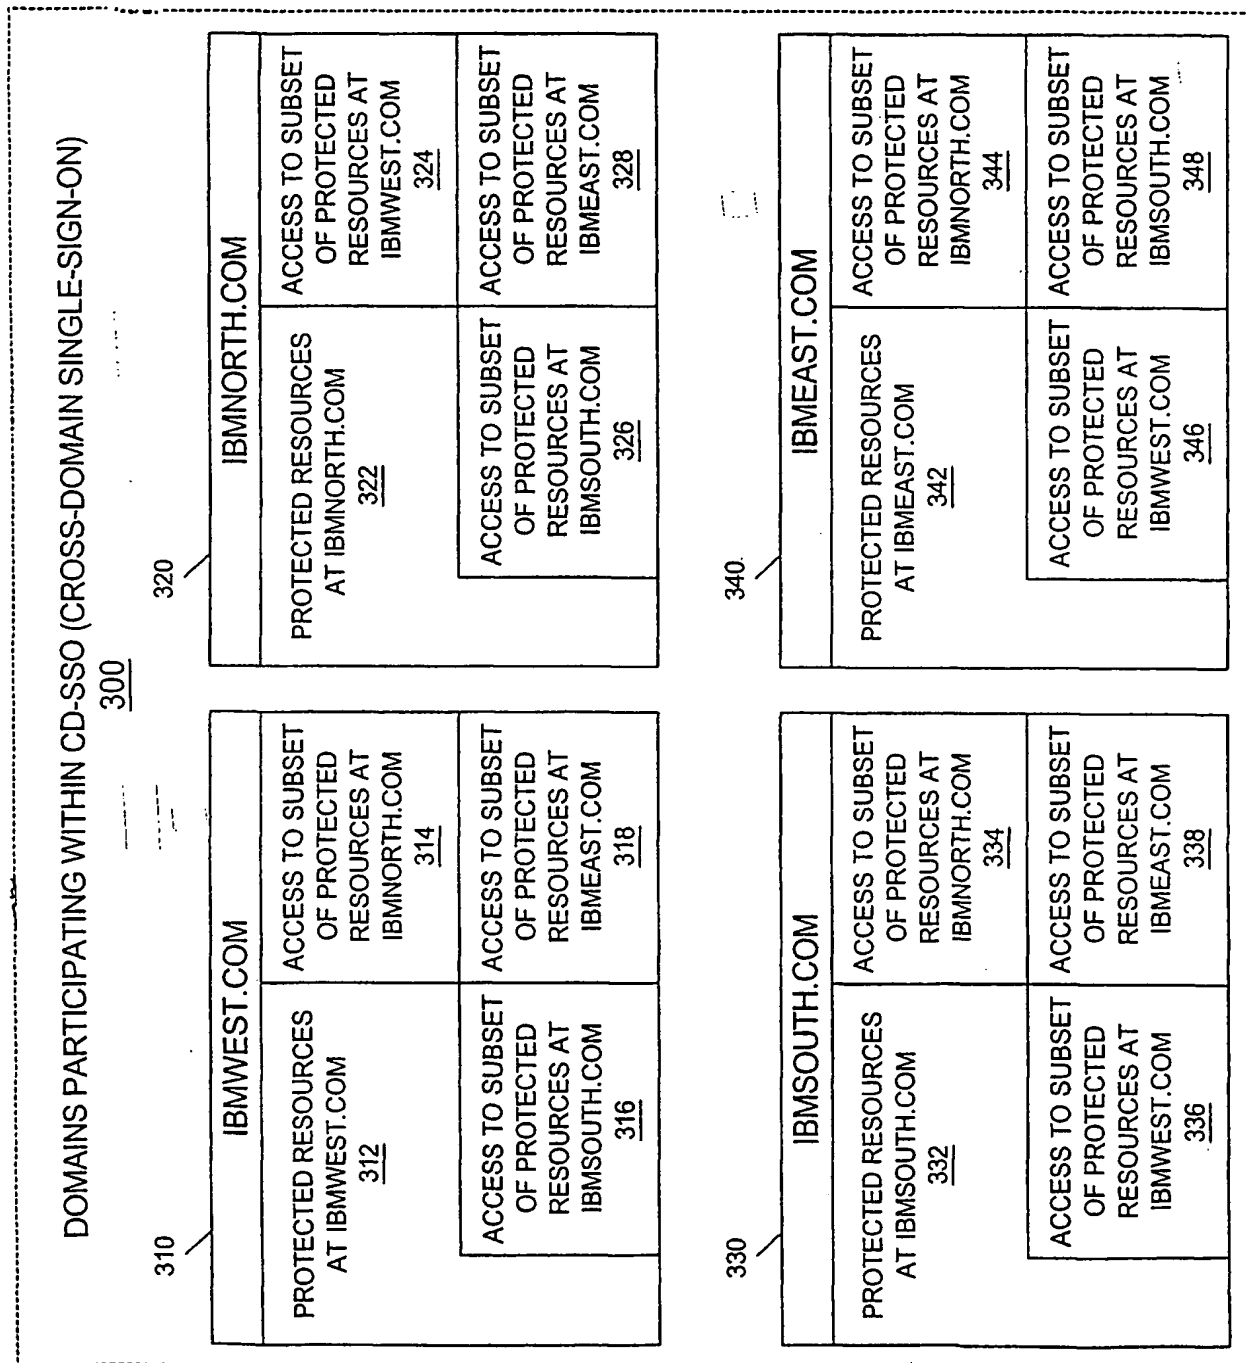 DOMAINS PARTICIPATING WITHIN CD-SSO (CROSS-DOMAIN SINGLE-SIGN-ON)
300
310
IBMWEST.COM
PROTECTED RESOURCES
AT IBMWEST.COM
312
ACCESS TO SUBSET
OF PROTECTED
RESOURCES AT
IBMNORTH.COM
314
ACCESS TO SUBSET
OF PROTECTED
RESOURCES AT
IBMSOUTH.COM
316
ACCESS TO SUBSET
OF PROTECTED
RESOURCES AT
IBMEAST.COM
318
320
IBMNORTH.COM
PROTECTED RESOURCES
AT IBMNORTH.COM
322
ACCESS TO SUBSET
OF PROTECTED
RESOURCES AT
IBMWEST.COM
324
ACCESS TO SUBSET
OF PROTECTED
RESOURCES AT
IBMSOUTH.COM
326
ACCESS TO SUBSET
OF PROTECTED
RESOURCES AT
IBMEAST.COM
328
330
IBMSOUTH.COM
PROTECTED RESOURCES
AT IBMSOUTH.COM
332
ACCESS TO SUBSET
OF PROTECTED
RESOURCES AT
IBMNORTH.COM
334
ACCESS TO SUBSET
OF PROTECTED
RESOURCES AT
IBMWEST.COM
336
ACCESS TO SUBSET
OF PROTECTED
RESOURCES AT
IBMEAST.COM
338
340
IBMEAST.COM
PROTECTED RESOURCES
AT IBMEAST.COM
342
ACCESS TO SUBSET
OF PROTECTED
RESOURCES AT
IBMNORTH.COM
344
ACCESS TO SUBSET
OF PROTECTED
RESOURCES AT
IBMWEST.COM
346
ACCESS TO SUBSET
OF PROTECTED
RESOURCES AT
IBMSOUTH.COM
348